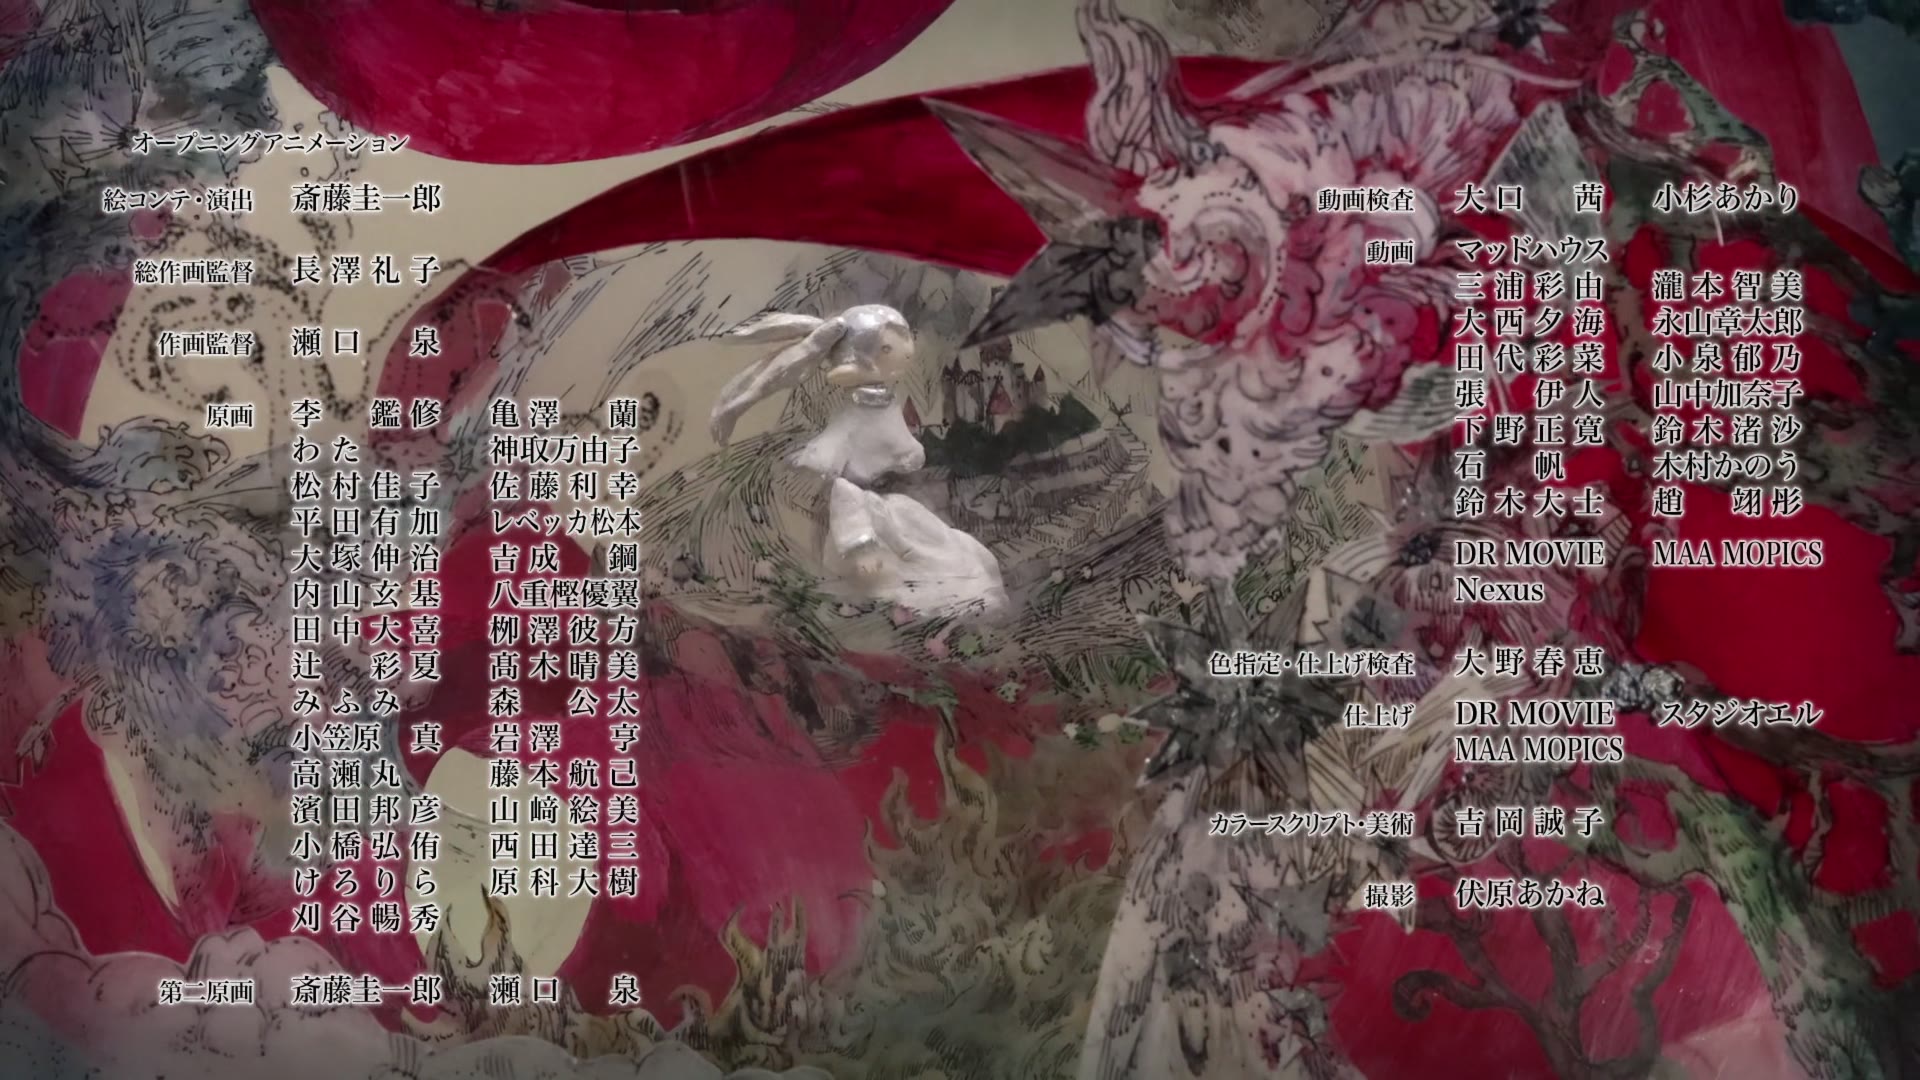 オープニングアニメーション
絵コンテ・演出 斎藤圭一郎
総作画監督 長澤礼子
作画監督 瀬口 泉
原画 李 鑑修 亀澤 蘭
わた 神取万由子
松村佳子 佐藤利幸
平田有加 レベッカ松本
大塚伸治 吉成 鋼
内山玄基 八重樫優翼
田中大喜 柳澤彼方
辻 彩夏 髙木晴美
みふみ 森 公太
小笠原 真 岩澤 亨
高瀬丸 藤本航己
濱田邦彦 山﨑絵美
小橋弘侑 西田達三
けろりら 原科大樹
刈谷暢秀
第二原画 斎藤圭一郎 瀬口 泉
動画検査 大口 茜 小杉あかり
動画 マッドハウス
三浦彩由 瀧本智美
大西夕海 永山章太郎
田代彩菜 小泉郁乃
張 伊人 山中加奈子
下野正寛 鈴木渚沙
石 帆 木村かのう
鈴木大士 趙 翊彤
DR MOVIE MAA MOPICS
Nexus
色指定・仕上げ検査 大野春恵
仕上げ DR MOVIE スタジオエル
MAA MOPICS
カラースクリプト・美術 吉岡誠子
撮影 伏原あかね